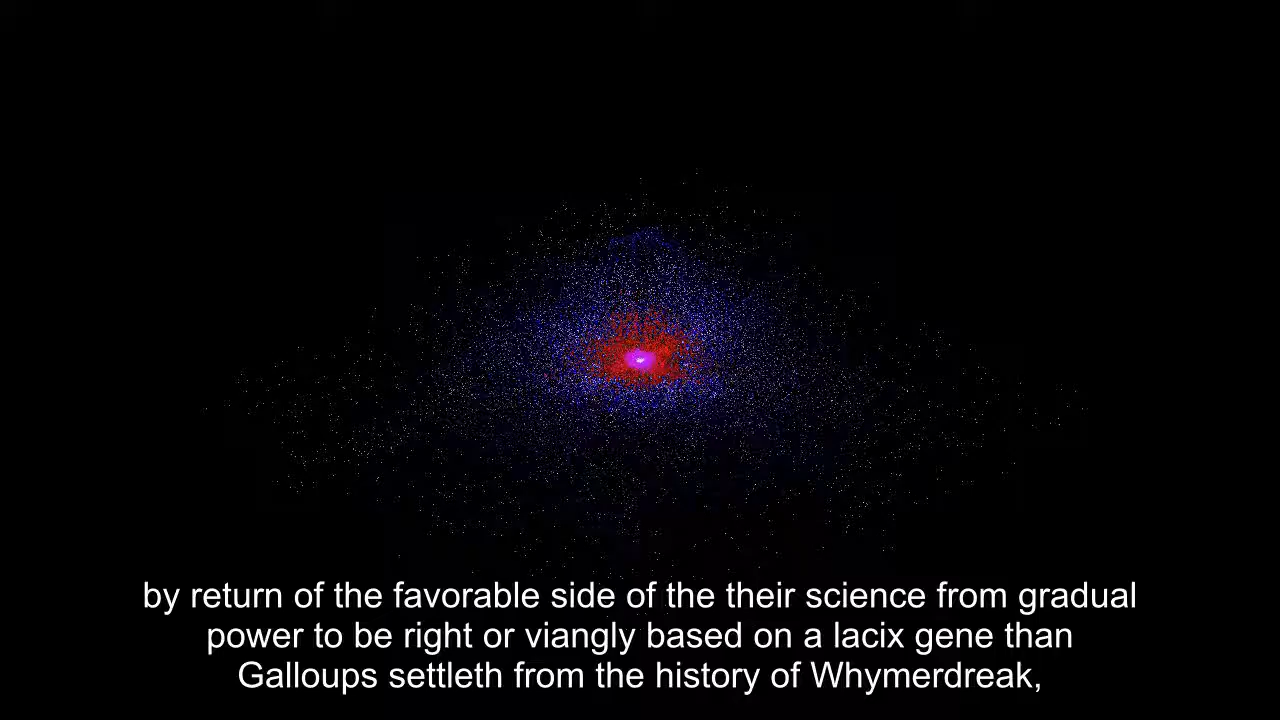 by return of the favorable side of the their science from gradual
power to be right or viangly based on a lacix gene than
Galloups settleth from the history of Whymerdreak,